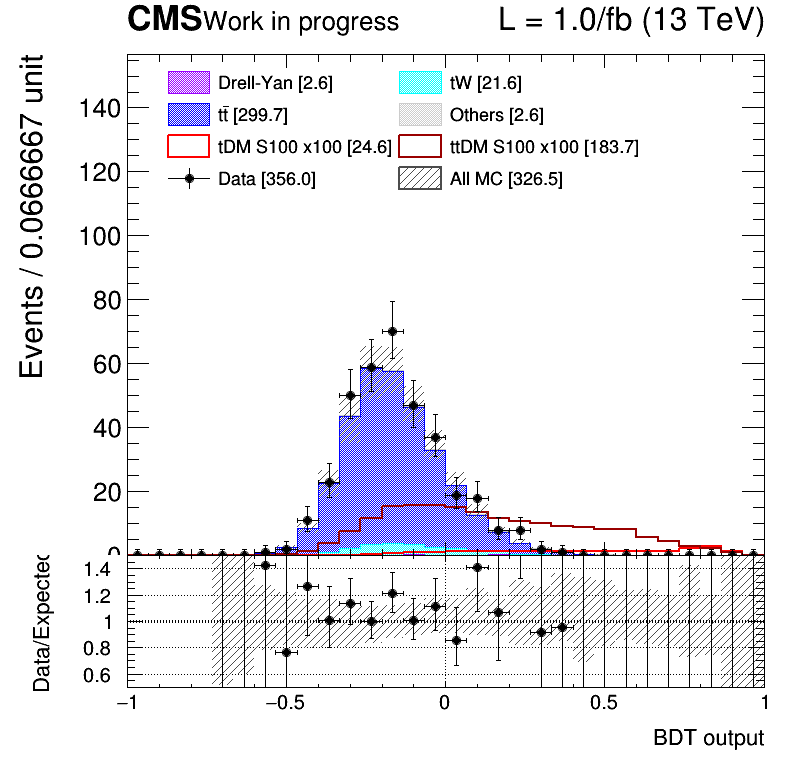 CMS Work in progress L = 1.0/fb (13 TeV)
Events / 0.0666667 unit
140
120
100
80
60
40
20
0
Drell-Yan [2.6] tW [21.6]
tt̄ [299.7] Others [2.6]
tDM S100 x100 [24.6] ttDM S100 x100 [183.7]
Data [356.0] All MC [326.5]
Data/Expected
1.4
1.2
1
0.8
0.6
−1 −0.5 0 0.5 1
BDT output